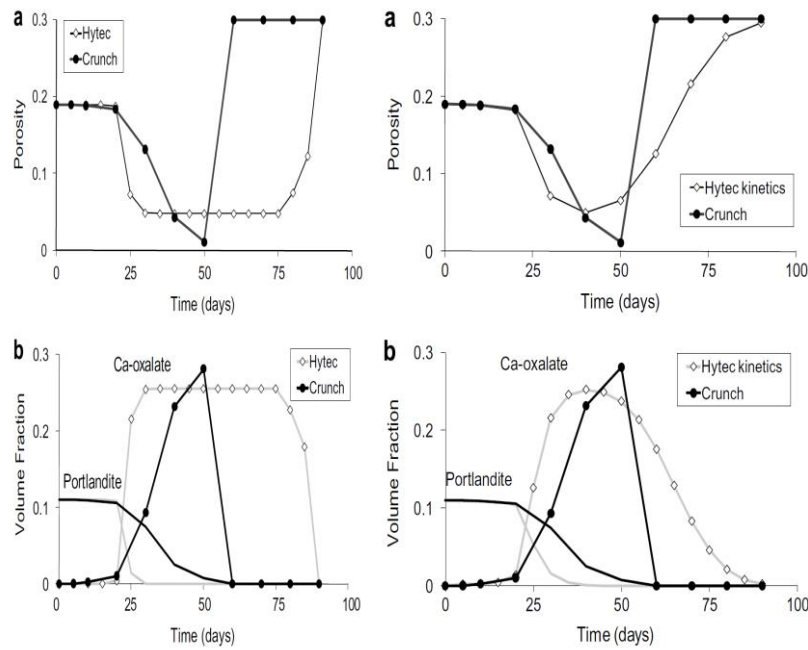 a
0.3
0.2
0.1
0
Porosity
Hytec
Crunch
0 25 50 75 100
Time (days)
a
0.3
0.2
0.1
0
Porosity
Hytec kinetics
Crunch
0 25 50 75 100
Time (days)
b
0.3
0.2
0.1
0
Volume Fraction
Ca-oxalate
Portlandite
Hytec
Crunch
0 25 50 75 100
Time (days)
b
0.3
0.2
0.1
0
Volume Fraction
Ca-oxalate
Portlandite
Hytec kinetics
Crunch
0 25 50 75 100
Time (days)